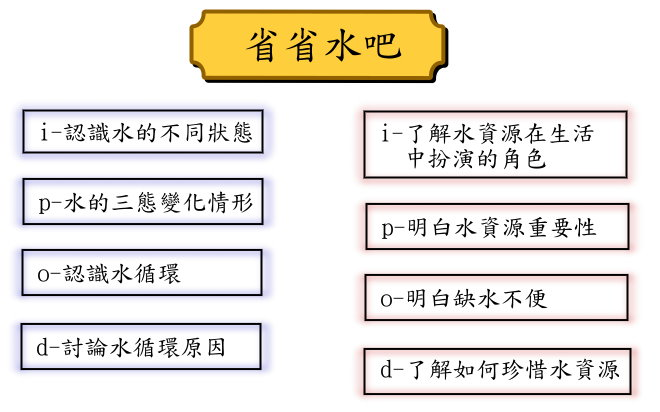 省省水吧
i-認識水的不同狀態
p-水的三態變化情形
o-認識水循環
d-討論水循環原因
i-了解水資源在生活
中扮演的角色
p-明白水資源重要性
o-明白缺水不便
d-了解如何珍惜水資源